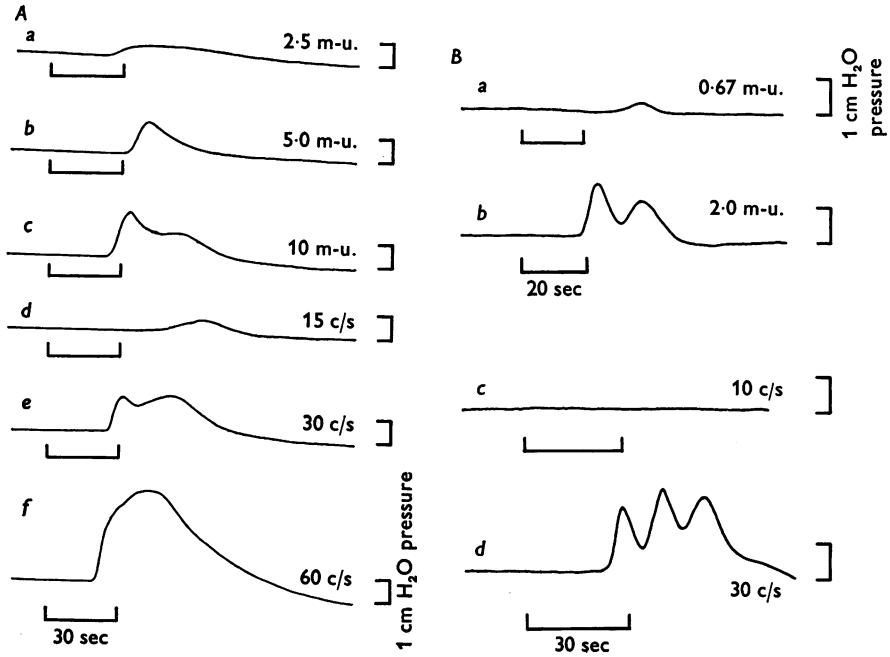 A
a
2·5 m-u.
b
5·0 m-u.
c
10 m-u.
d
15 c/s
e
30 c/s
f
60 c/s
30 sec
1 cm H₂O pressure
B
a
0·67 m-u.
1 cm H₂O
pressure
b
2·0 m-u.
20 sec
c
10 c/s
d
30 c/s
30 sec